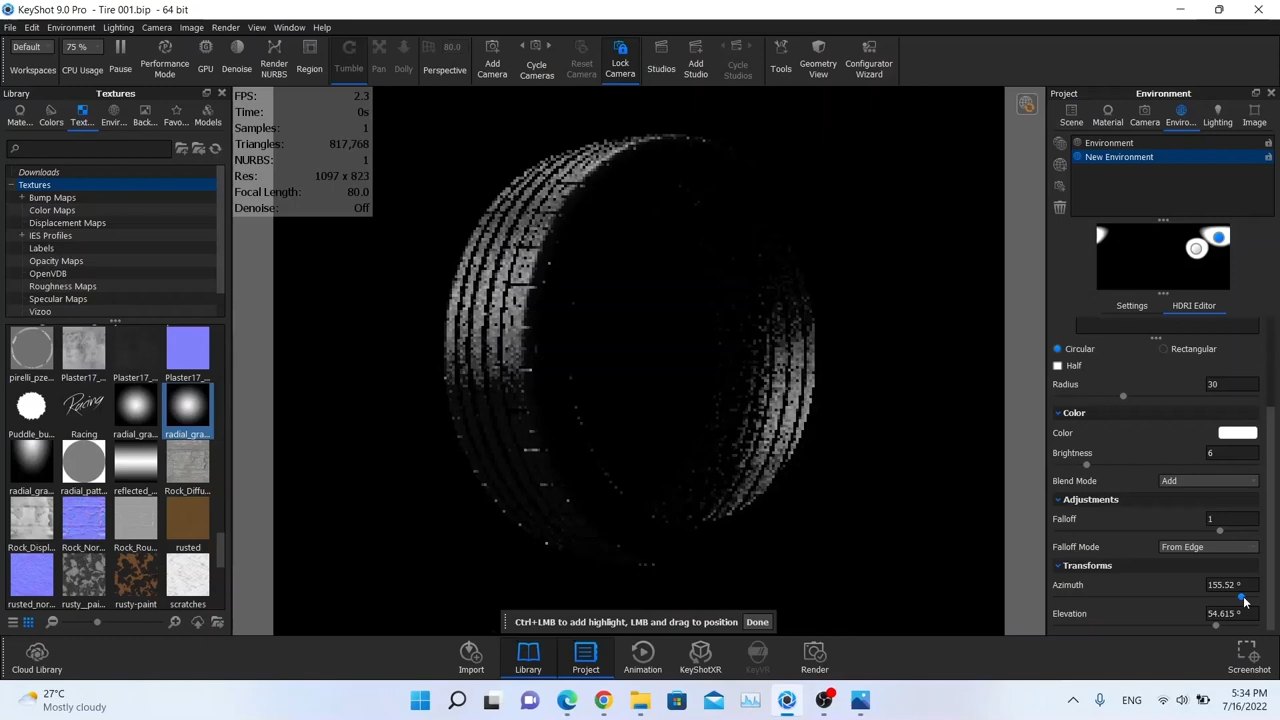 KeyShot 9.0 Pro - Tire 001.bip - 64 bit
File Edit Environment Lighting Camera Image Render View Window Help
Default 75 % 80.0
Workspaces CPU Usage Pause Performance Mode GPU Denoise Render NURBS Region Tumble Pan Dolly Perspective Add Camera Cycle Cameras Reset Camera Lock Camera Studios Add Studio Cycle Studios Tools Geometry View Configurator Wizard
Library Textures
Mate... Colors Text... Envir... Back... Favo... Models
Downloads
Textures
Bump Maps
Color Maps
Displacement Maps
IES Profiles
Labels
Opacity Maps
OpenVDB
Roughness Maps
Specular Maps
Vizoo
pirelli_pze... Plaster17_... Plaster17_... Plaster17_...
Racing
Puddle_bu... Racing radial_gra... radial_gra...
radial_gra... radial_patt... reflected_... Rock_Diffu...
Rock_Displ... Rock_Nor... Rock_Rou... rusted
rusted_nor... rusty__pai... rusty-paint scratches
FPS: 2.3
Time: 0s
Samples: 1
Triangles: 817,768
NURBS: 1
Res: 1097 x 823
Focal Length: 80.0
Denoise: Off
Ctrl+LMB to add highlight, LMB and drag to position Done
Project Environment
Scene Material Camera Enviro... Lighting Image
Environment
New Environment
Settings HDRI Editor
Circular Rectangular
Half
Radius 30
Color
Color
Brightness 6
Blend Mode Add
Adjustments
Falloff 1
Falloff Mode From Edge
Transforms
Azimuth 155.52 °
Elevation 54.615 °
Cloud Library Import Library Project Animation KeyShotXR KeyVR Render Screenshot
27°C
Mostly cloudy
ENG
5:34 PM
7/16/2022